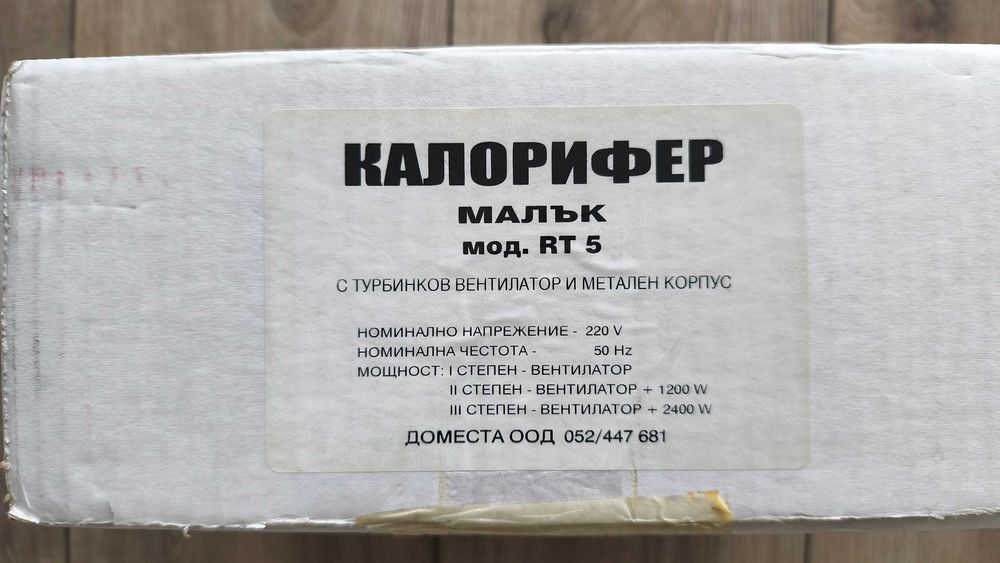 КАЛОРИФЕР
МАЛЪК
мод. RT 5
С ТУРБИНКОВ ВЕНТИЛАТОР И МЕТАЛЕН КОРПУС
НОМИНАЛНО НАПРЕЖЕНИЕ - 220 V
НОМИНАЛНА ЧЕСТОТА - 50 Hz
МОЩНОСТ: I СТЕПЕН - ВЕНТИЛАТОР
II СТЕПЕН - ВЕНТИЛАТОР + 1200 W
III СТЕПЕН - ВЕНТИЛАТОР + 2400 W
ДОМЕСТА ООД 052/447 681